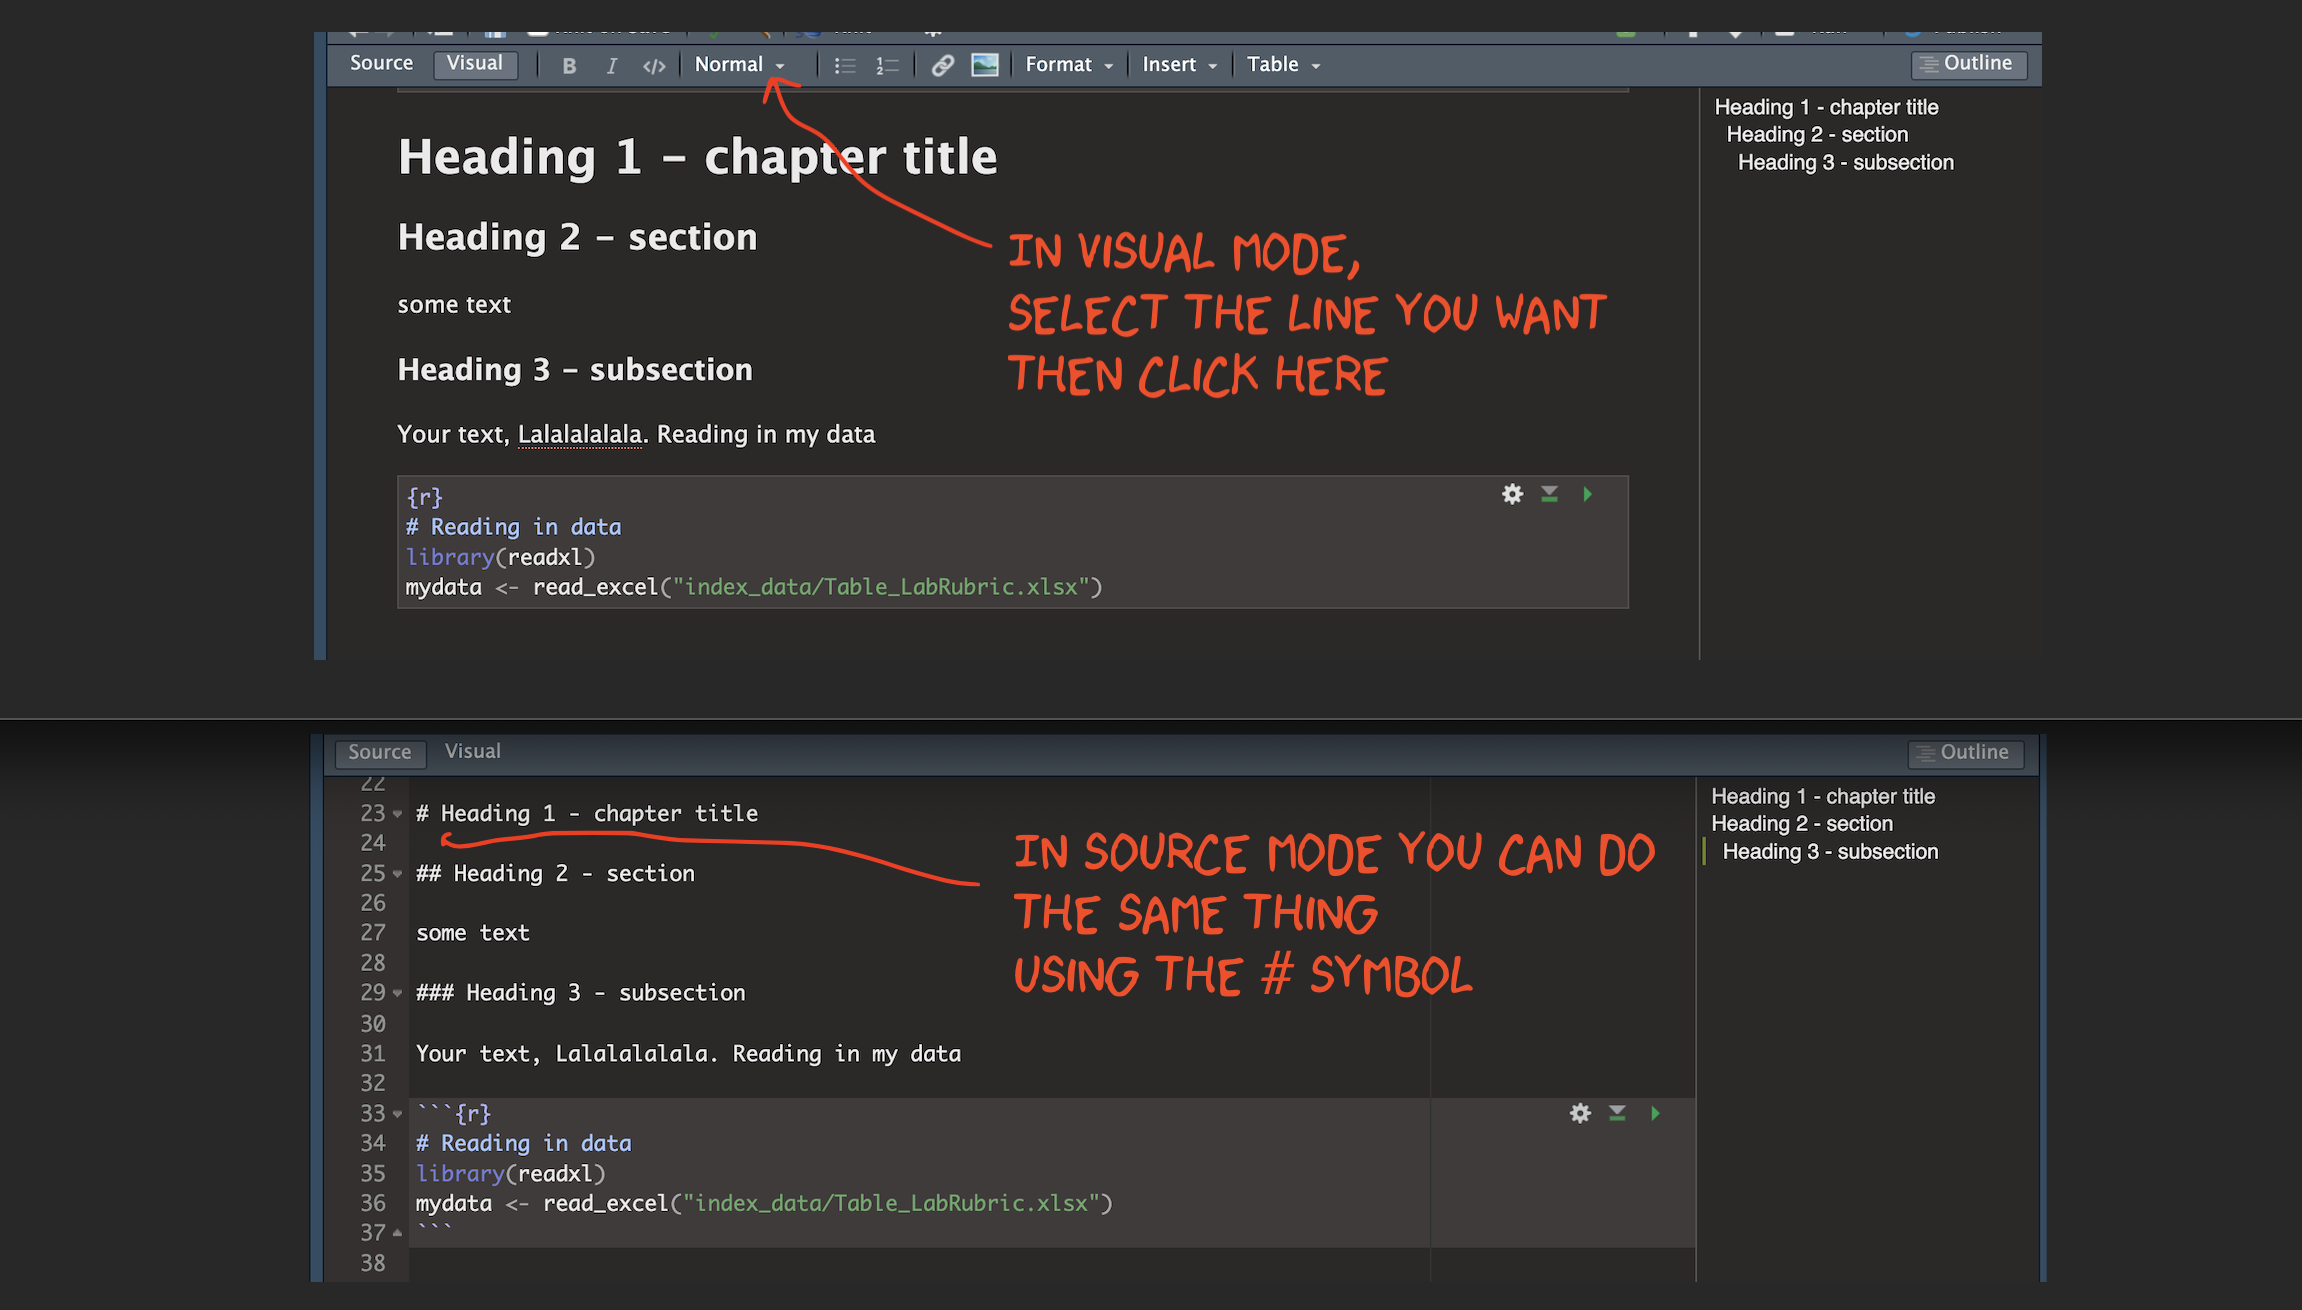 Source Visual B I </> Normal Format Insert Table Outline
Heading 1 - chapter title
Heading 2 - section
Heading 3 - subsection
Heading 1 – chapter title
Heading 2 – section
some text
Heading 3 – subsection
Your text, Lalalalalala. Reading in my data
{r}
# Reading in data
library(readxl)
mydata <- read_excel("index_data/Table_LabRubric.xlsx")
IN VISUAL MODE,
SELECT THE LINE YOU WANT
THEN CLICK HERE
Source Visual Outline
22
23 # Heading 1 - chapter title
24
25 ## Heading 2 - section
26
27 some text
28
29 ### Heading 3 - subsection
30
31 Your text, Lalalalalala. Reading in my data
32
33 ```{r}
34 # Reading in data
35 library(readxl)
36 mydata <- read_excel("index_data/Table_LabRubric.xlsx")
37 ```
38
IN SOURCE MODE YOU CAN DO
THE SAME THING
USING THE # SYMBOL
Heading 1 - chapter title
Heading 2 - section
Heading 3 - subsection